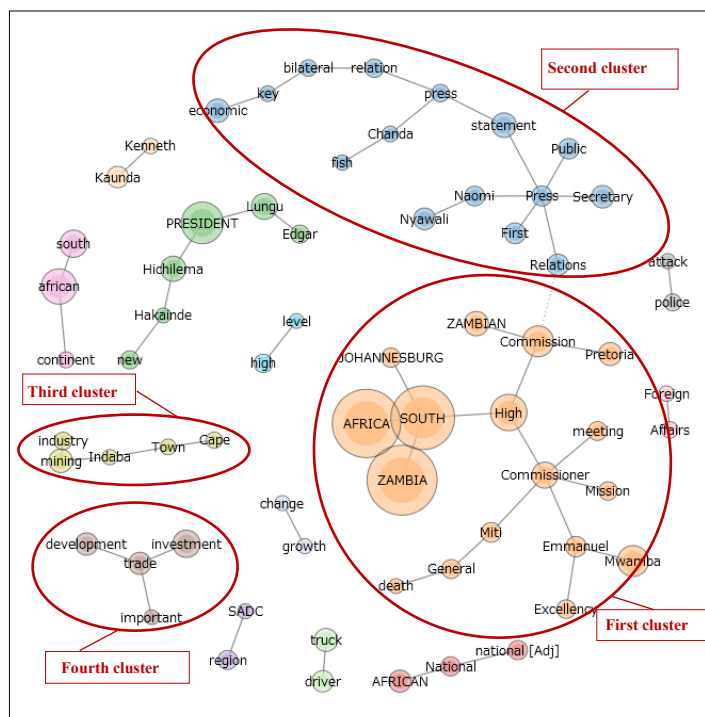 bilateral
relation
Second cluster
key
press
economic
statement
Chanda
Public
Kenneth
fish
Kaunda
Naomi
Press
Secretary
Lungu
PRESIDENT
Nyawali
First
Edgar
south
Hichilema
Relations
attack
african
police
Hakainde
level
ZAMBIAN
Commission
continent
new
high
JOHANNESBURG
Pretoria
Third cluster
Foreign
AFRICA
SOUTH
High
Affairs
industry
Cape
meeting
Town
mining
Indaba
Commissioner
ZAMBIA
Mission
change
development
investment
Miti
growth
Emmanuel
trade
General
Mwamba
death
important
SADC
Excellency
First cluster
truck
national [Adj]
Fourth cluster
region
National
driver
AFRICAN